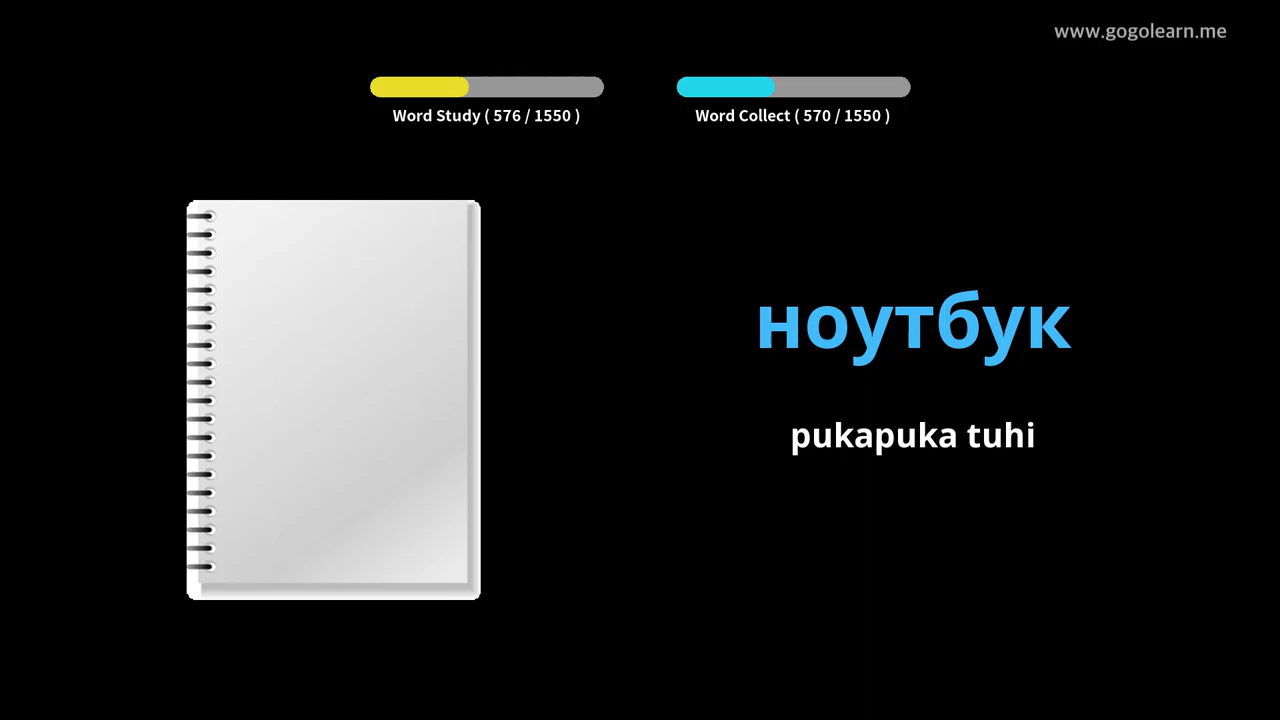 www.gogolearn.me
Word Study ( 576 / 1550 )
Word Collect ( 570 / 1550 )
ноутбук
pukapuka tuhi